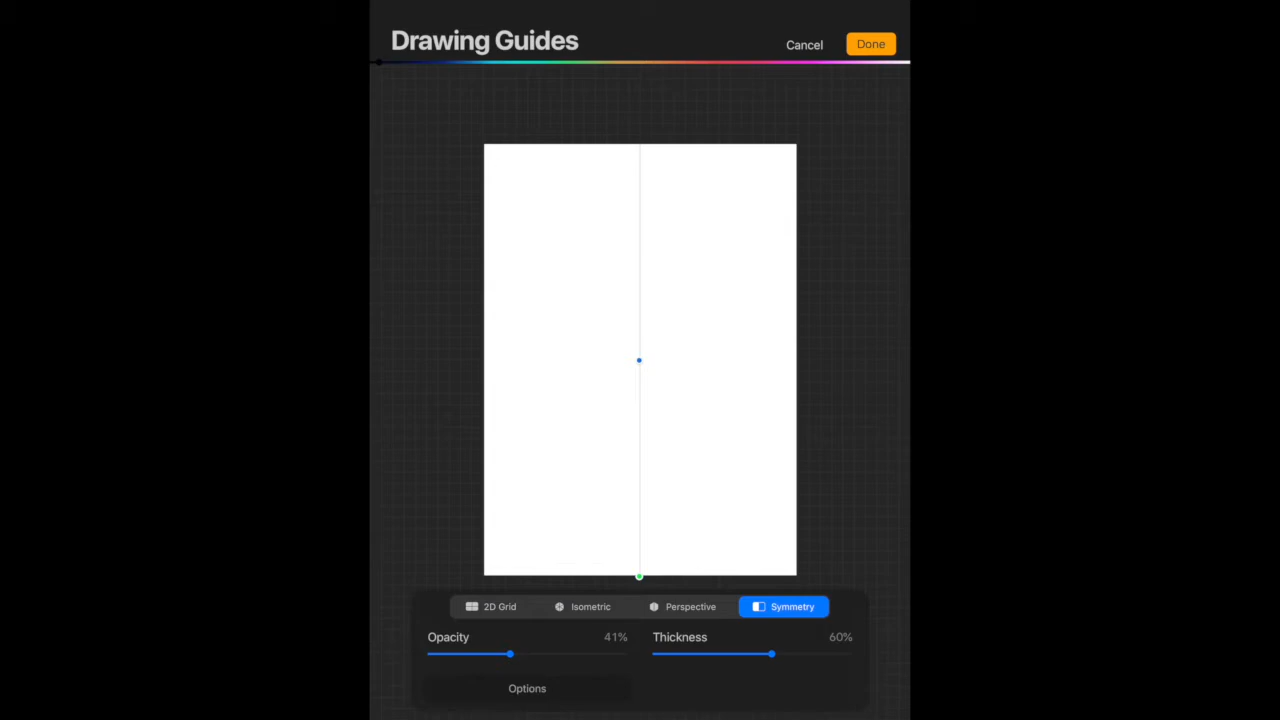 Drawing Guides
Cancel
Done
2D Grid
Isometric
Perspective
Symmetry
Opacity
41%
Thickness
60%
Options